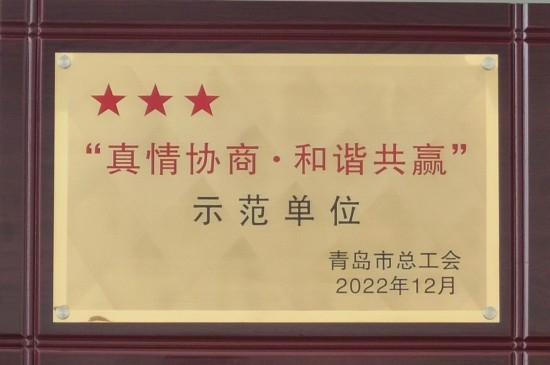 “真情协商·和谐共赢”
示范单位
青岛市总工会
2022年12月